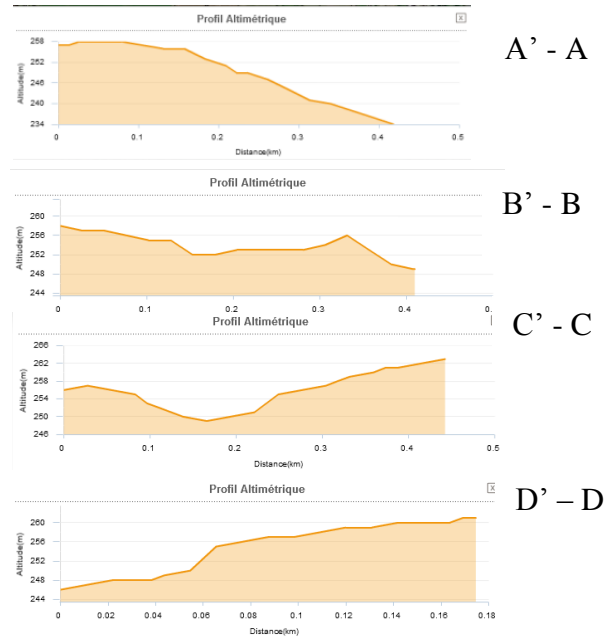 Profil Altimétrique
x
A' - A
258
252
246
240
234
Altitude(m)
0 0.1 0.2 0.3 0.4 0.5
Distance(km)
Profil Altimétrique
B' - B
260
256
252
248
244
Altitude(m)
0 0.1 0.2 0.3 0.4 0.
C' - C
Profil Altimétrique
266
262
258
254
250
246
Altitude(m)
0 0.1 0.2 0.3 0.4 0.5
Distance(km)
Profil Altimétrique
x
D' – D
260
256
252
248
244
Altitude(m)
0 0.02 0.04 0.06 0.08 0.10 0.12 0.14 0.16 0.18
Distance(km)